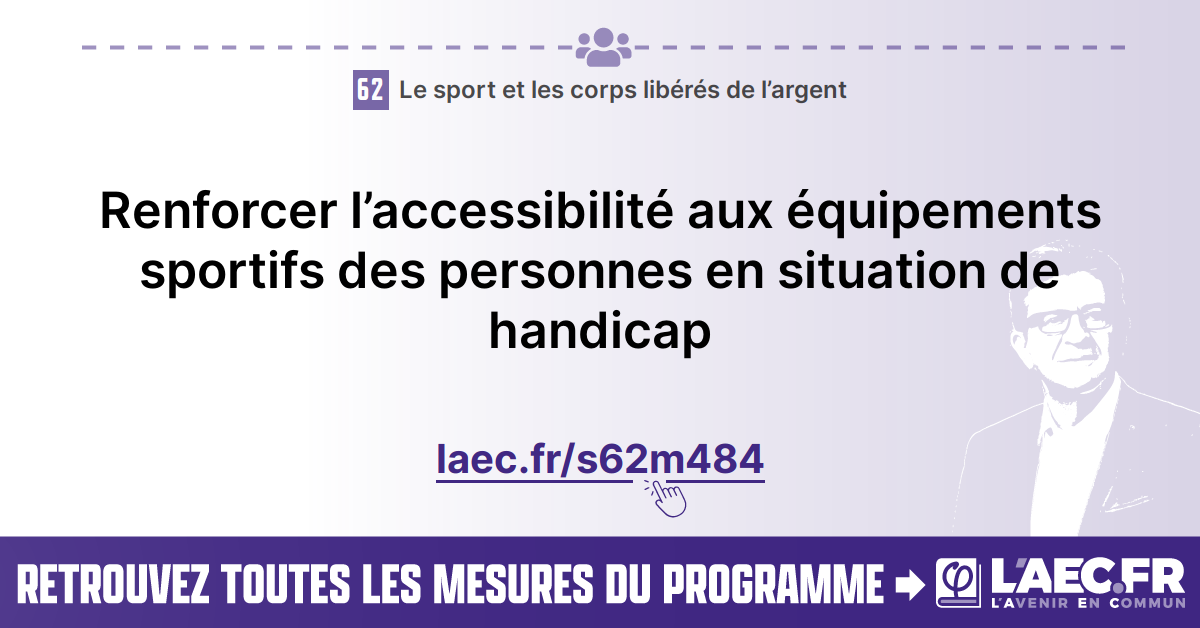 62 Le sport et les corps libérés de l’argent
Renforcer l’accessibilité aux équipements
sportifs des personnes en situation de
handicap
laec.fr/s62m484
RETROUVEZ TOUTES LES MESURES DU PROGRAMME
φ L’AEC.FR
L’AVENIR EN COMMUN